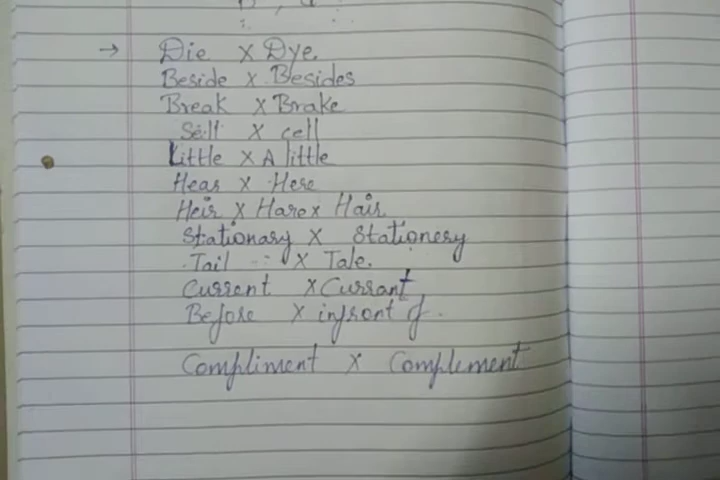 → Die X Dye.
Beside X Besides
Break X Brake
Sell X cell
Little X A little
Hear X Here
Heir X Hare x Hair
Stationary X Stationery
Tail X Tale.
Current X Currant
Before X infront of.
Compliment X Complement